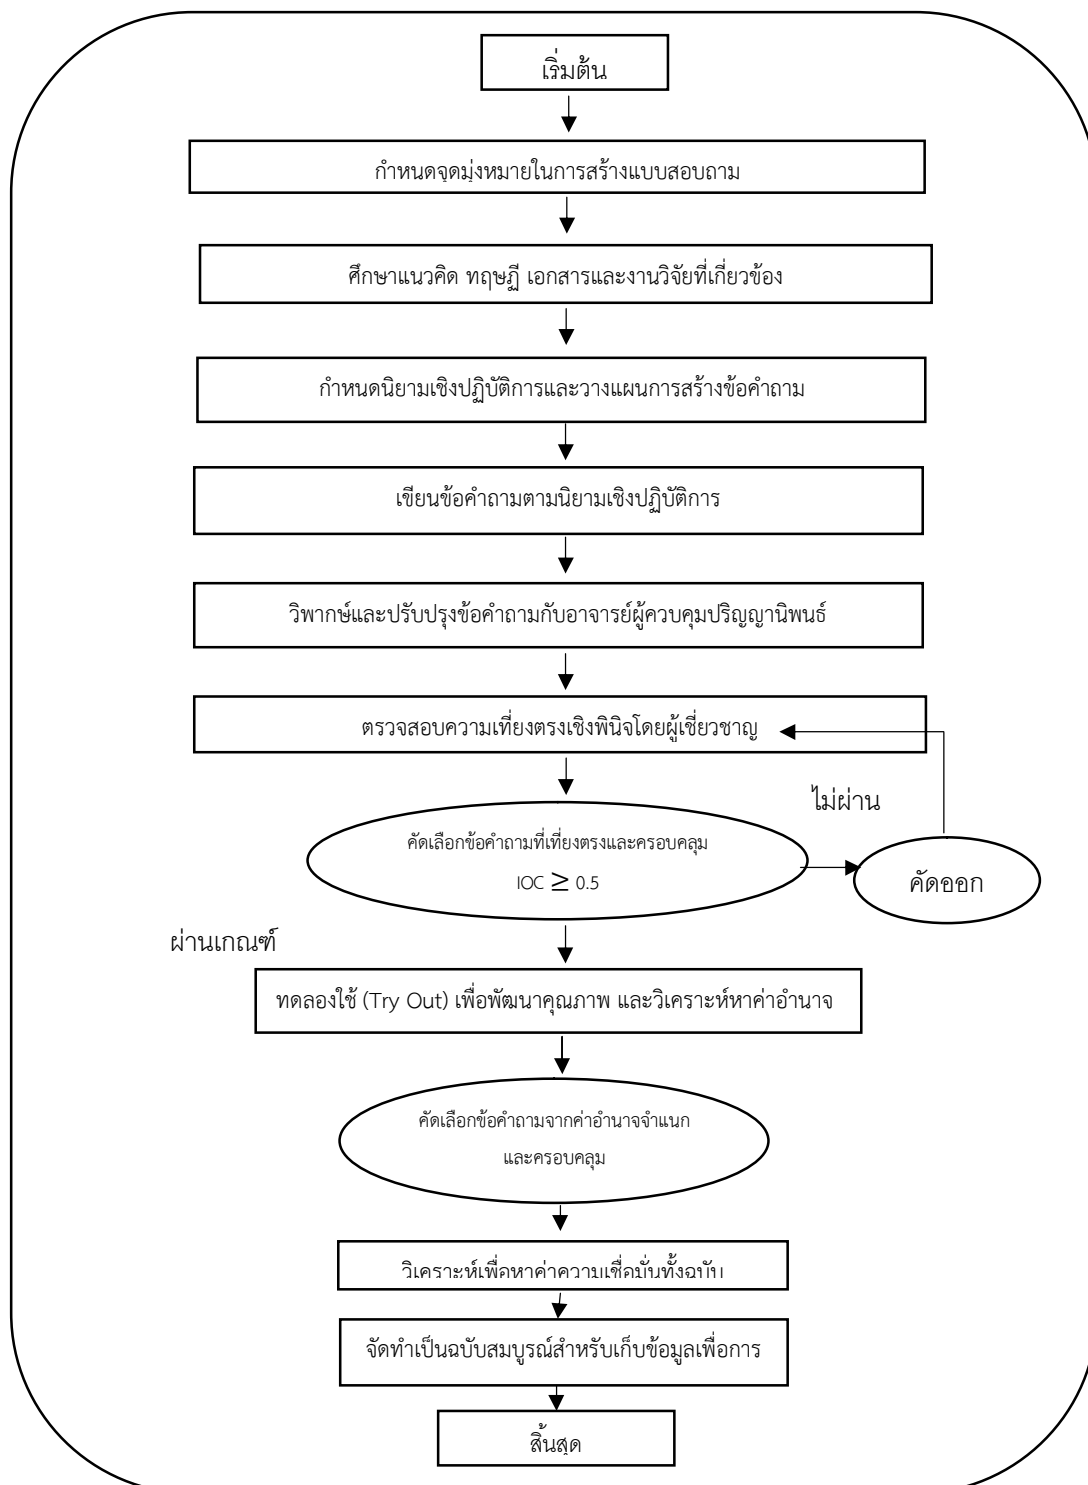 เริ่มต้น
กำหนดจุดมุ่งหมายในการสร้างแบบสอบถาม
ศึกษาแนวคิด ทฤษฎี เอกสารและงานวิจัยที่เกี่ยวข้อง
กำหนดนิยามเชิงปฏิบัติการและวางแผนการสร้างข้อคำถาม
เขียนข้อคำถามตามนิยามเชิงปฏิบัติการ
วิพากษ์และปรับปรุงข้อคำถามกับอาจารย์ผู้ควบคุมปริญญานิพนธ์
ตรวจสอบความเที่ยงตรงเชิงพินิจโดยผู้เชี่ยวชาญ
ไม่ผ่าน
คัดเลือกข้อคำถามที่เที่ยงตรงและครอบคลุม
IOC ≥ 0.5
คัดออก
ผ่านเกณฑ์
ทดลองใช้ (Try Out) เพื่อพัฒนาคุณภาพ และวิเคราะห์หาค่าอำนาจ
คัดเลือกข้อคำถามจากค่าอำนาจจำแนก
และครอบคลุม
วิเคราะห์เพื่อหาค่าความเชื่อมั่นทั้งฉบับ
จัดทำเป็นฉบับสมบูรณ์สำหรับเก็บข้อมูลเพื่อการ
สิ้นสุด